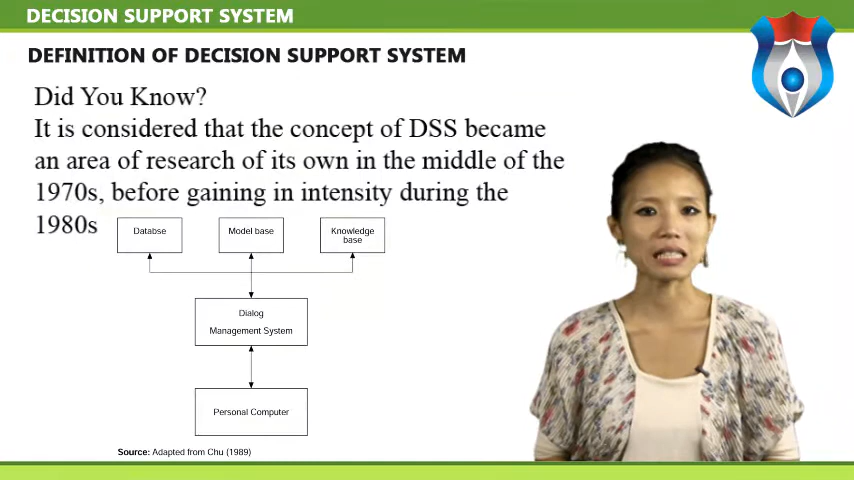 DECISION SUPPORT SYSTEM
DEFINITION OF DECISION SUPPORT SYSTEM
Did You Know?
It is considered that the concept of DSS became
an area of research of its own in the middle of the
1970s, before gaining in intensity during the
1980s
Databse
Model base
Knowledge
base
Dialog
Management System
Personal Computer
Source: Adapted from Chu (1989)